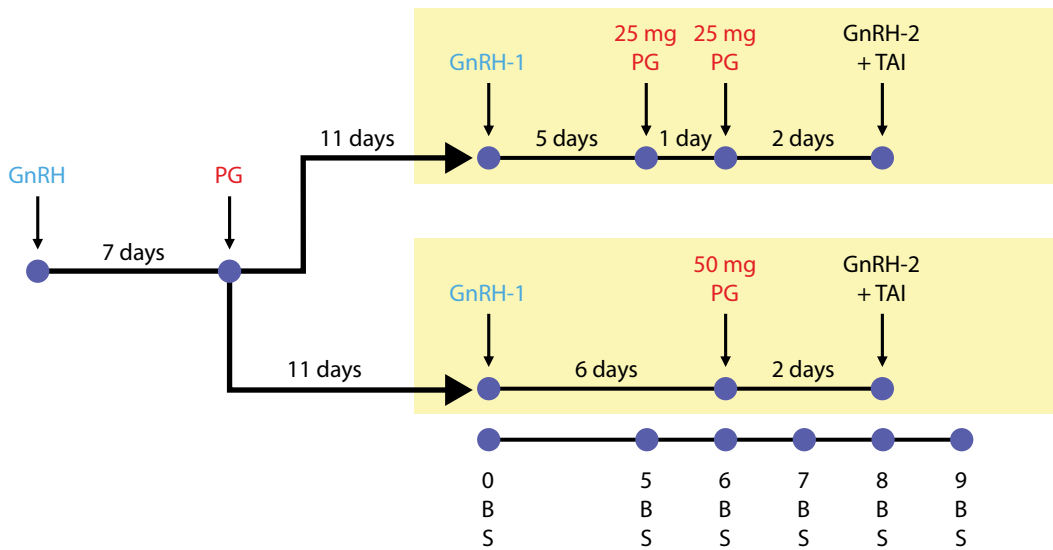 25 mg
PG
25 mg
PG
GnRH-2
+ TAI
GnRH-1
11 days
5 days
1 day
2 days
GnRH
PG
7 days
50 mg
PG
GnRH-2
+ TAI
GnRH-1
11 days
6 days
2 days
0 5 6 7 8 9
B B B B B B
S S S S S S